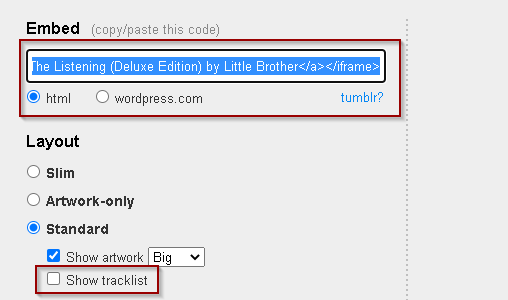 Embed (copy/paste this code)
The Listening (Deluxe Edition) by Little Brother</a></iframe>
html wordpress.com tumblr?
Layout
Slim
Artwork-only
Standard
Show artwork Big
Show tracklist